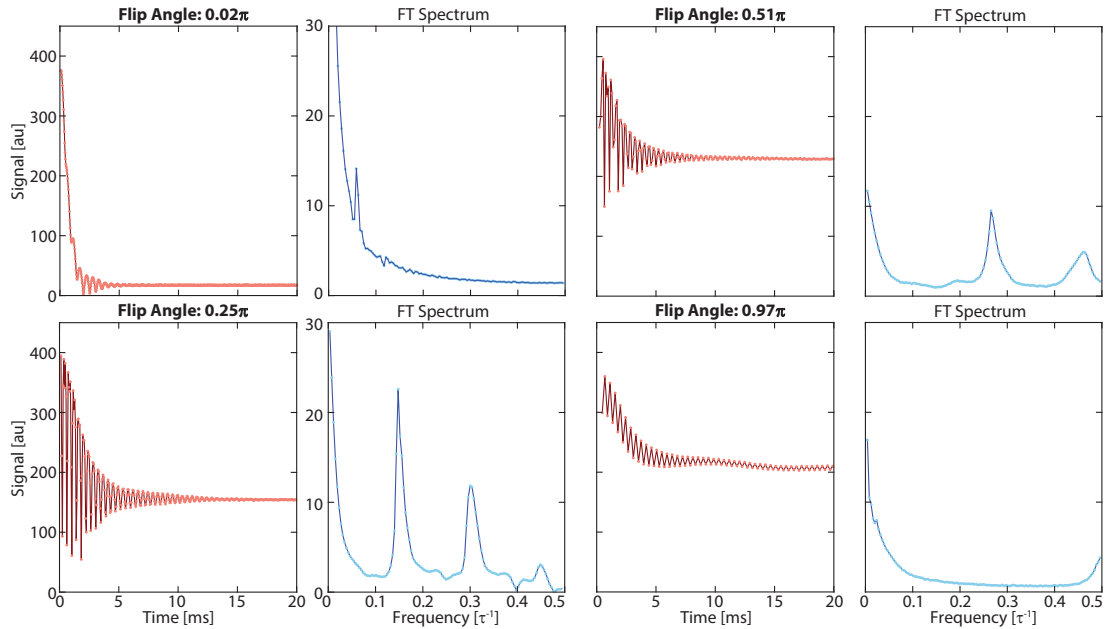 Flip Angle: 0.02π
FT Spectrum
Flip Angle: 0.51π
FT Spectrum
Signal [au]
400
300
200
100
0
30
20
10
0
Flip Angle: 0.25π
FT Spectrum
Flip Angle: 0.97π
FT Spectrum
Signal [au]
400
300
200
100
0
30
20
10
0
0 5 10 15 20
0 0.1 0.2 0.3 0.4 0.5
0 5 10 15 20
0 0.1 0.2 0.3 0.4 0.5
Time [ms]
Frequency [τ⁻¹]
Time [ms]
Frequency [τ⁻¹]